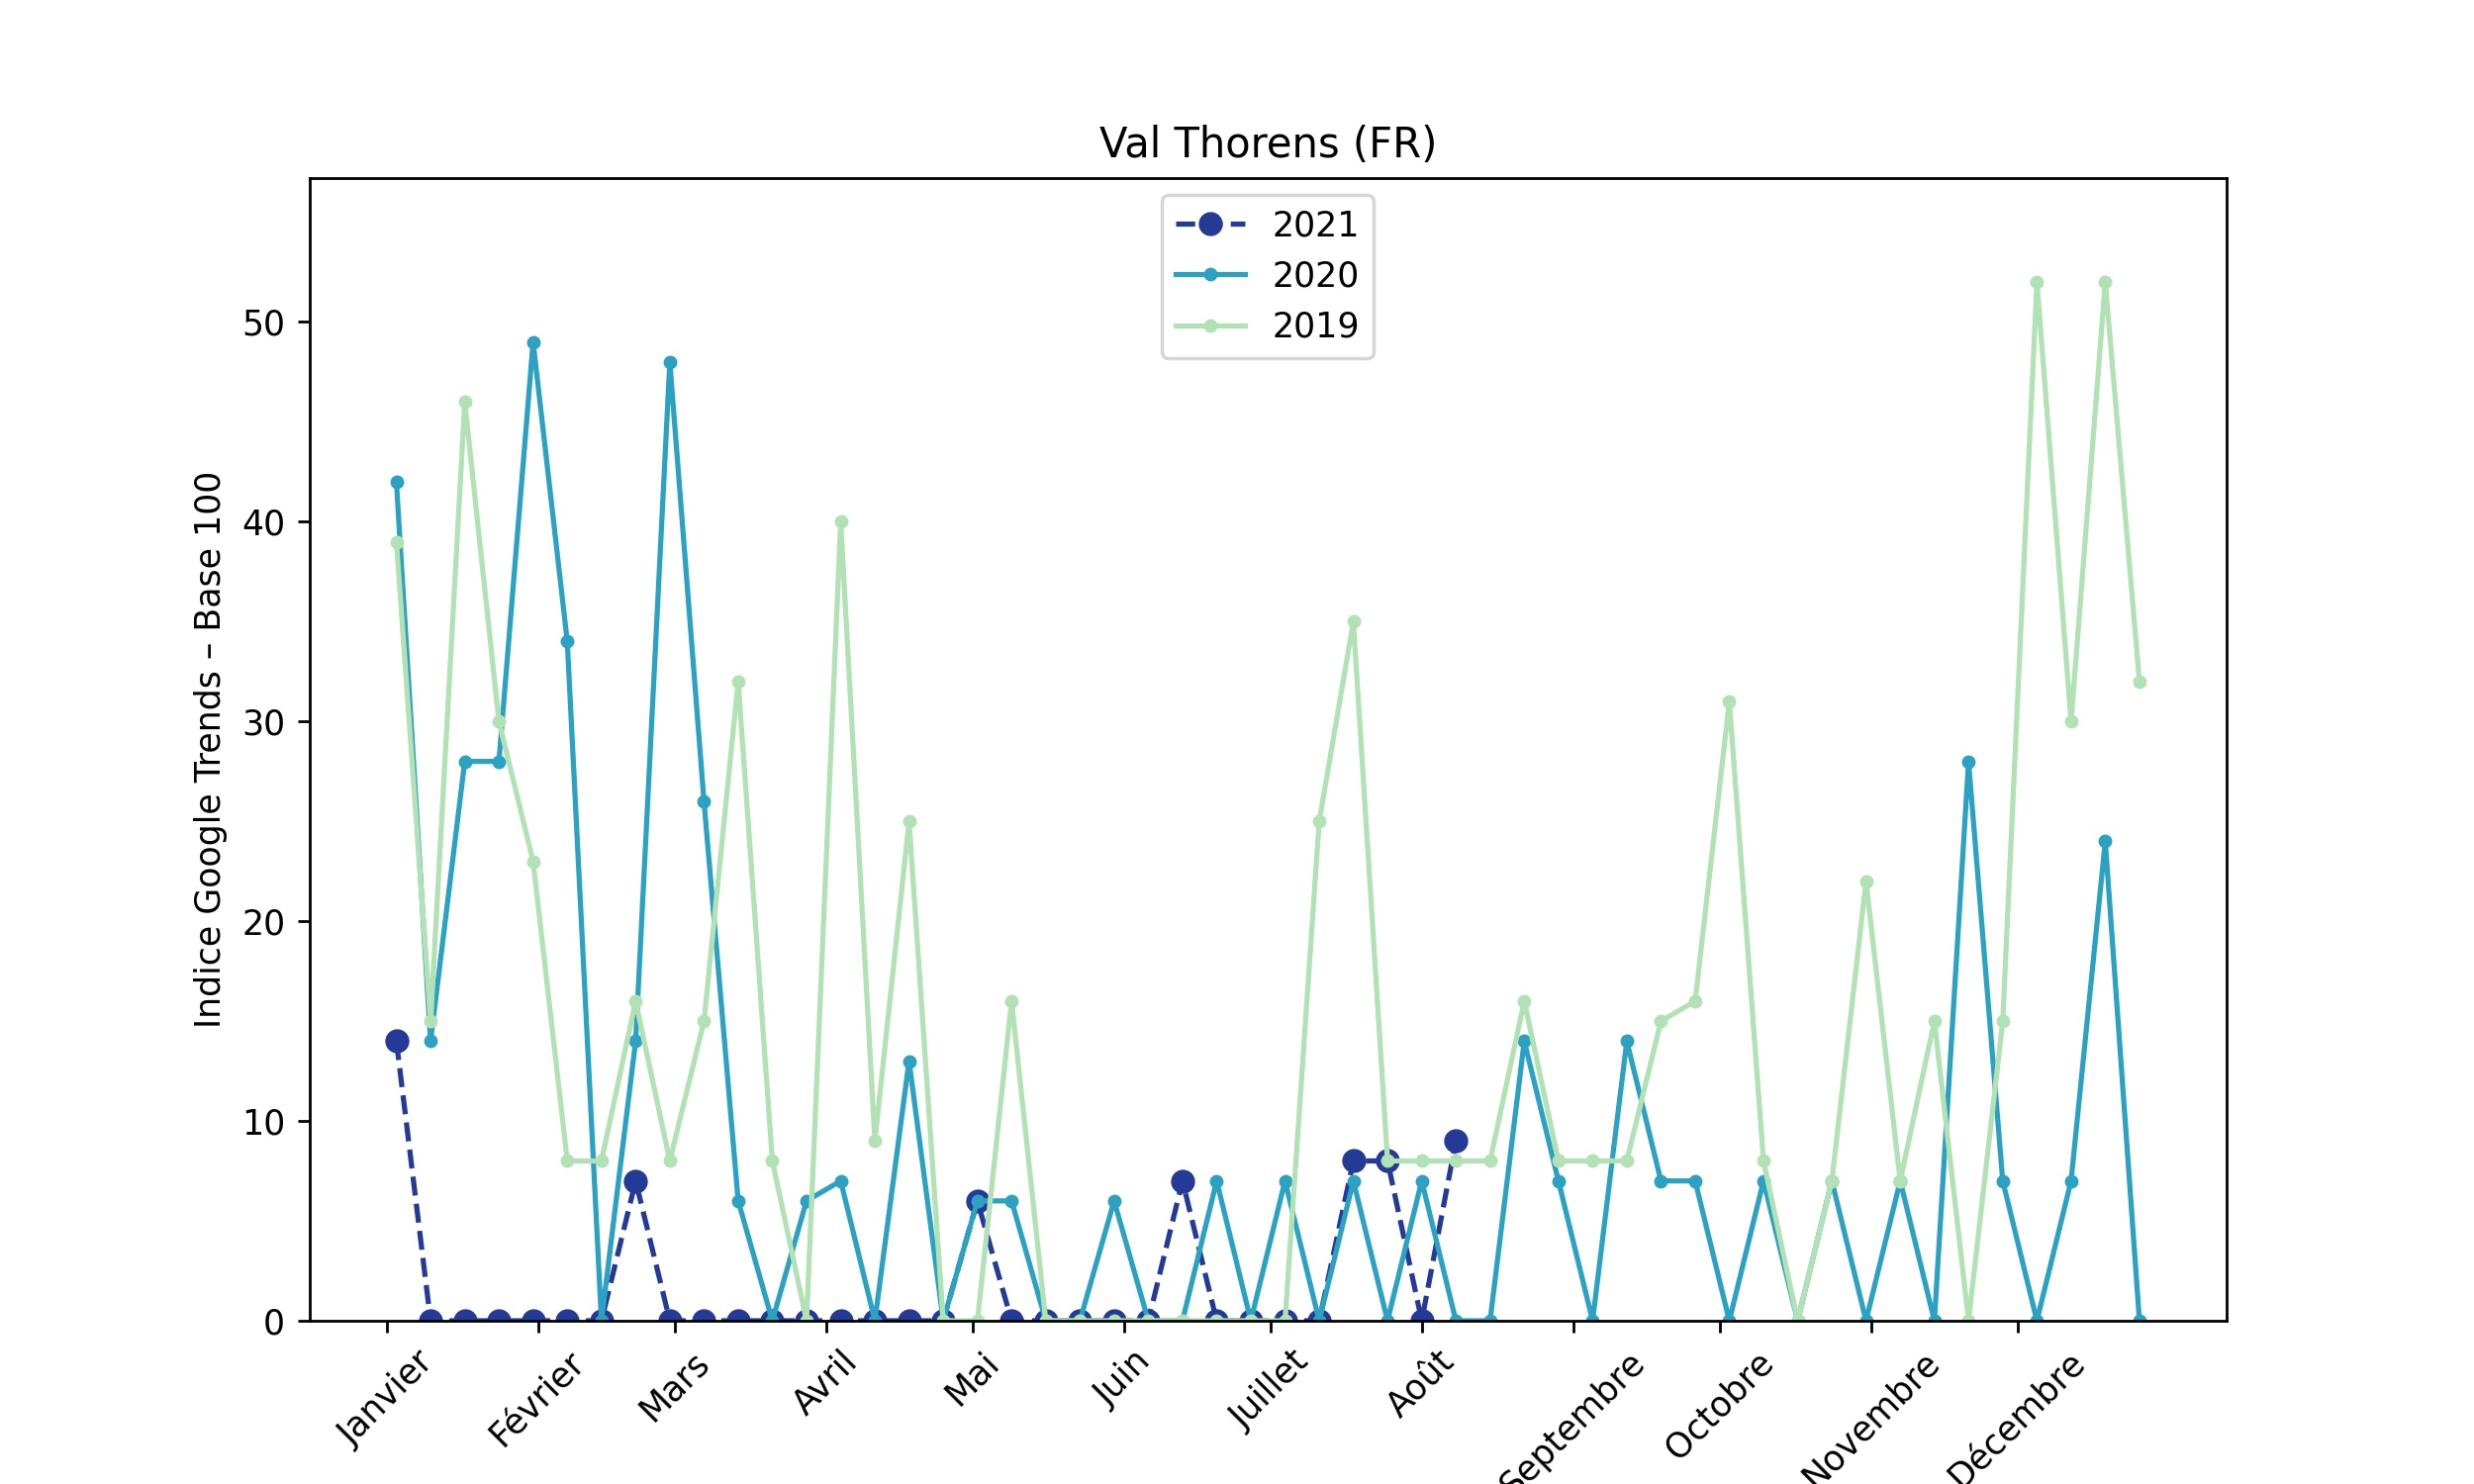 Val Thorens (FR)
2021
2020
2019
Indice Google Trends – Base 100
50
40
30
20
10
0
Janvier
Février
Mars
Avril
Mai
Juin
Juillet
Août
Septembre
Octobre
Novembre
Décembre